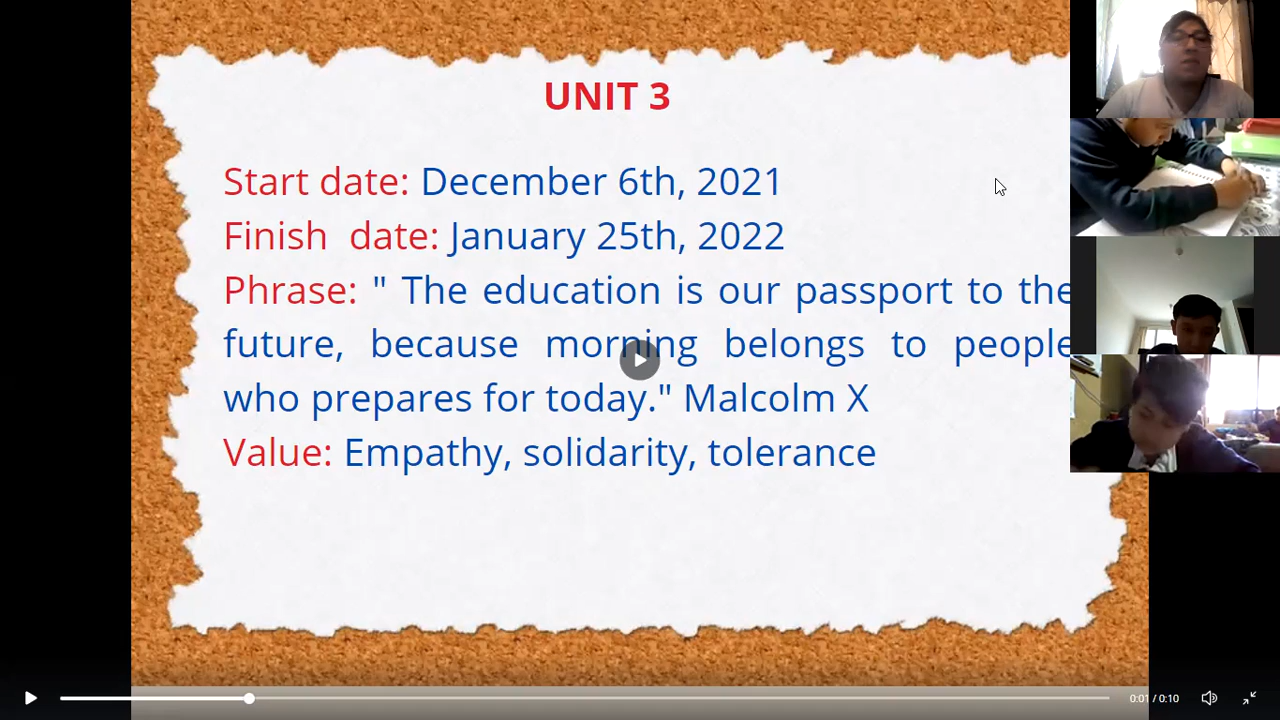 UNIT 3
Start date: December 6th, 2021
Finish date: January 25th, 2022
Phrase: " The education is our passport to the
future, because morning belongs to people
who prepares for today." Malcolm X
Value: Empathy, solidarity, tolerance
0:01 / 0:10